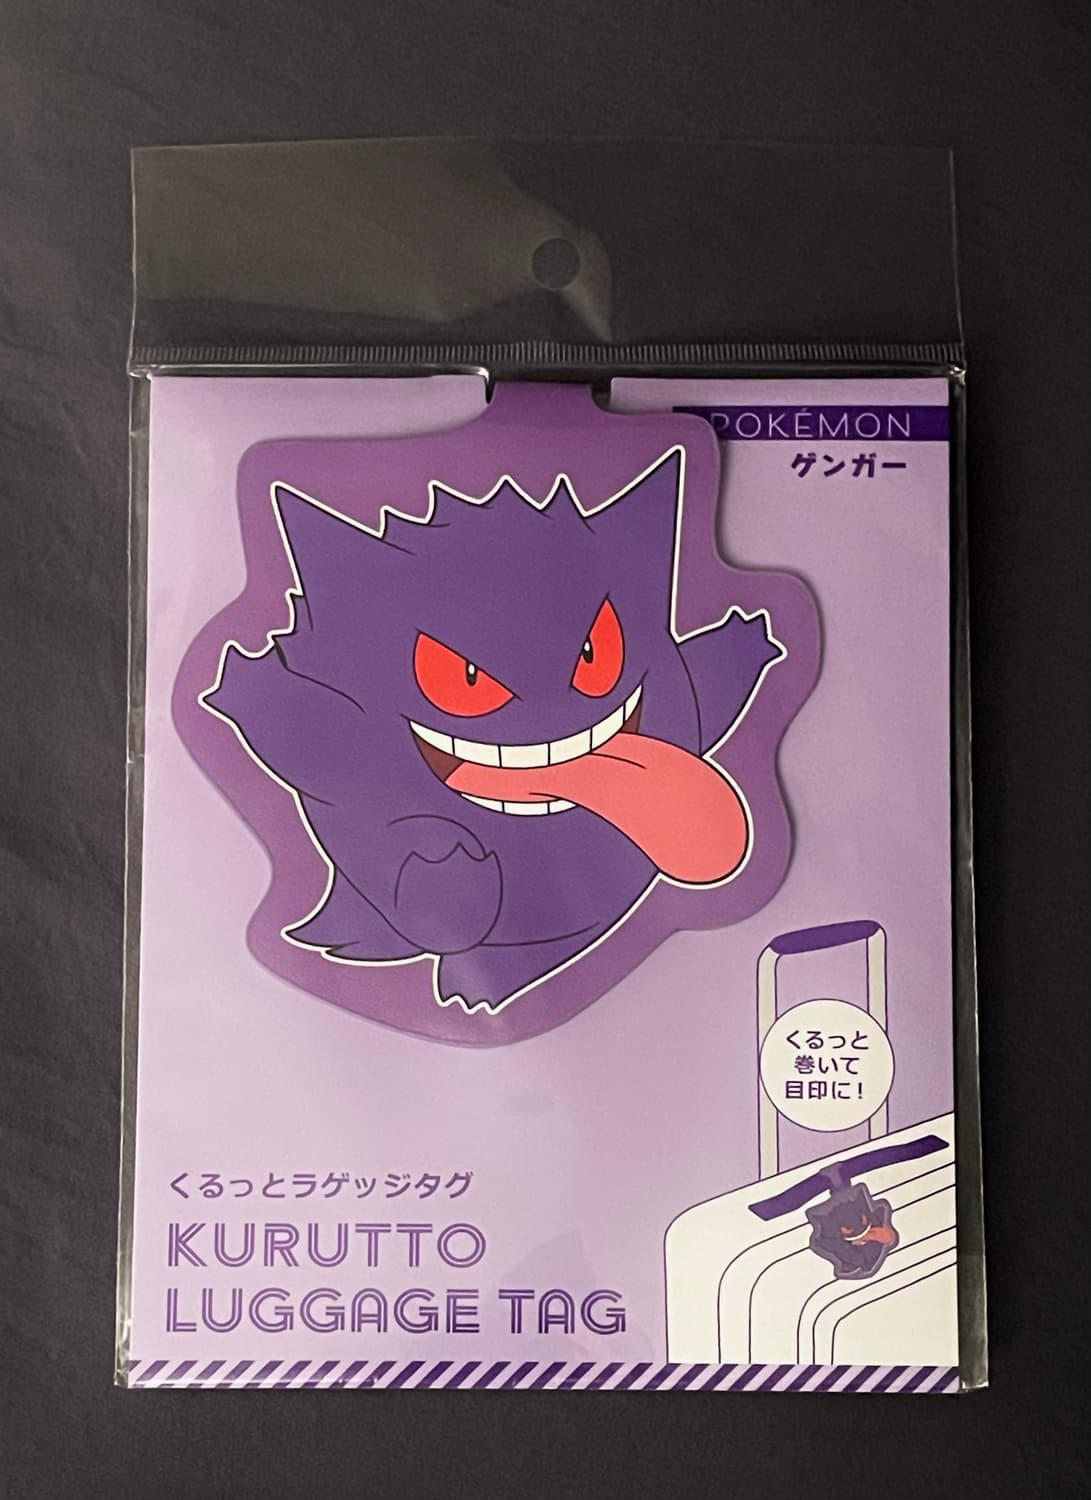 POKÉMON
ゲンガー
くるっと
巻いて
目印に!
くるっとラゲッジタグ
KURUTTO
LUGGAGE TAG